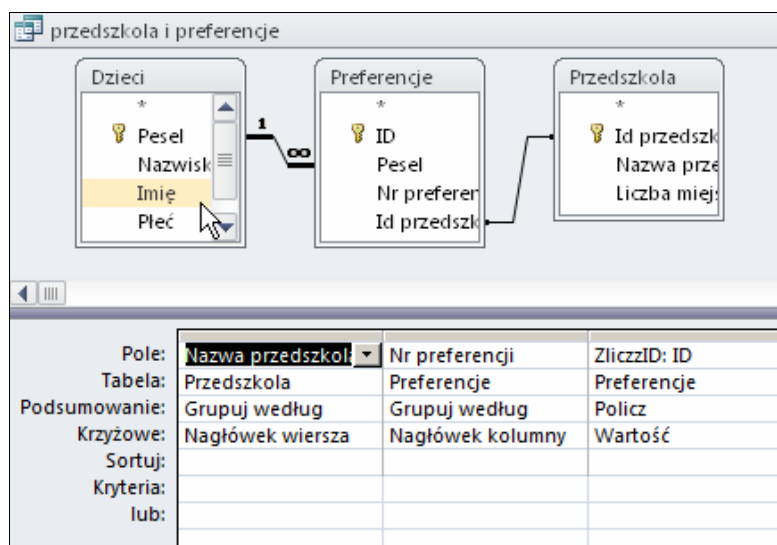 przedszkola i preferencje
Dzieci
*
Pesel
Nazwisk
Imię
Płeć
1
∞
Preferencje
*
ID
Pesel
Nr preferen
Id przedszk
Przedszkola
*
Id przedszk
Nazwa prze
Liczba miejs
Pole: Nazwa przedszkola Nr preferencji ZliczzID: ID
Tabela: Przedszkola Preferencje Preferencje
Podsumowanie: Grupuj według Grupuj według Policz
Krzyżowe: Nagłówek wiersza Nagłówek kolumny Wartość
Sortuj:
Kryteria:
lub: